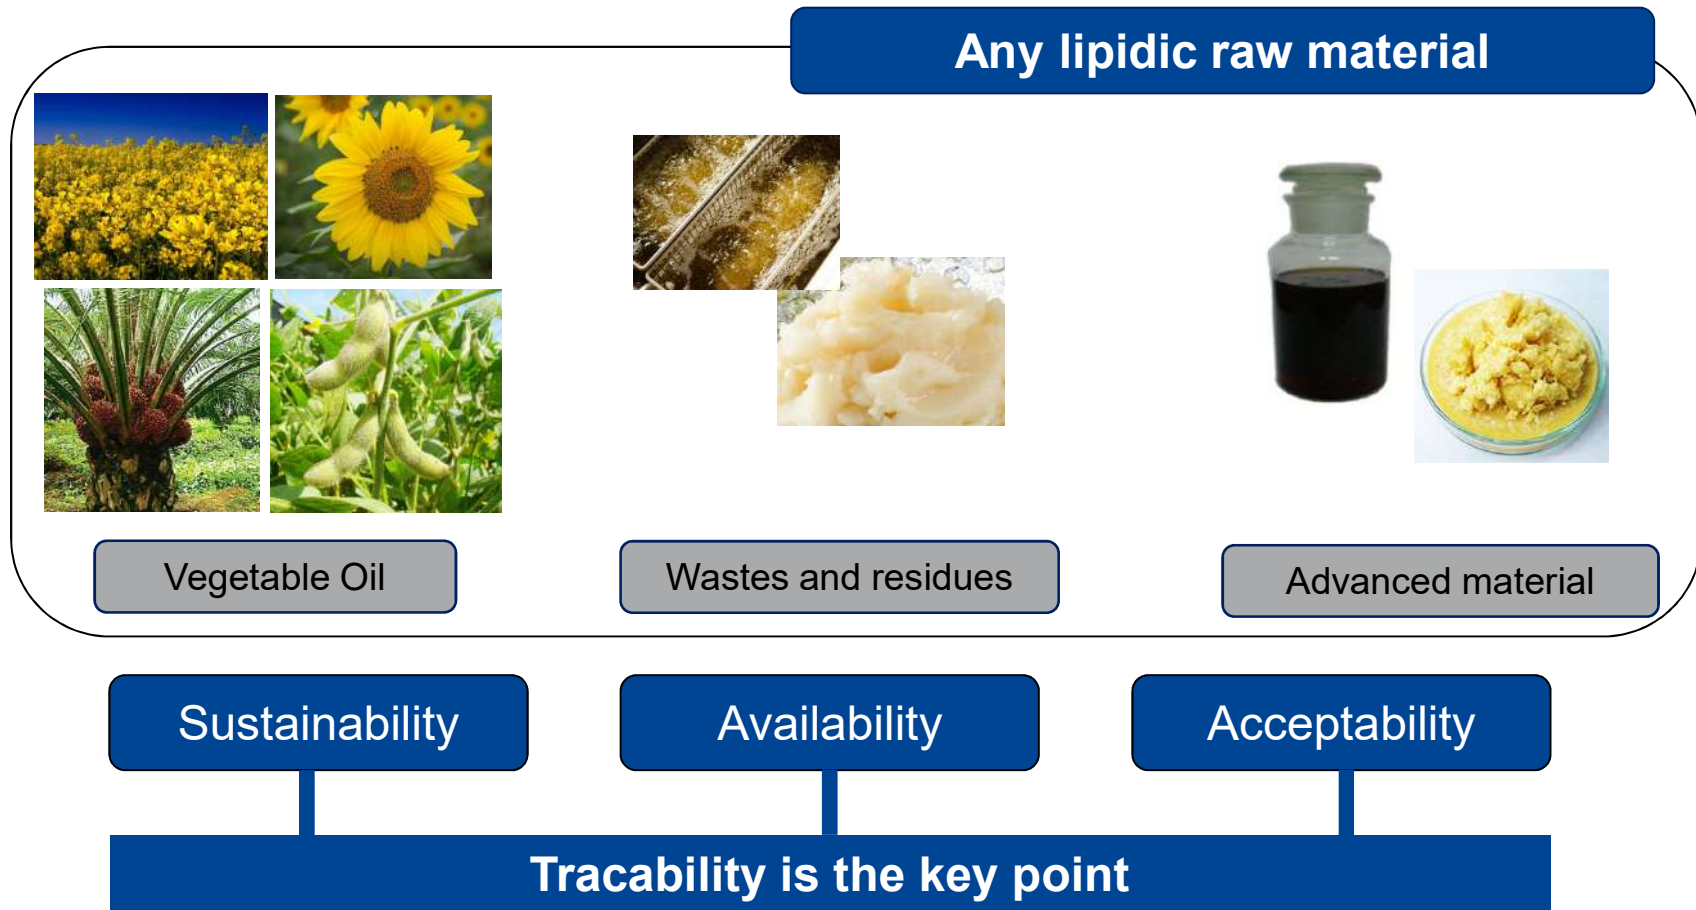 Any lipidic raw material
Vegetable Oil
Wastes and residues
Advanced material
Sustainability
Availability
Acceptability
Tracability is the key point